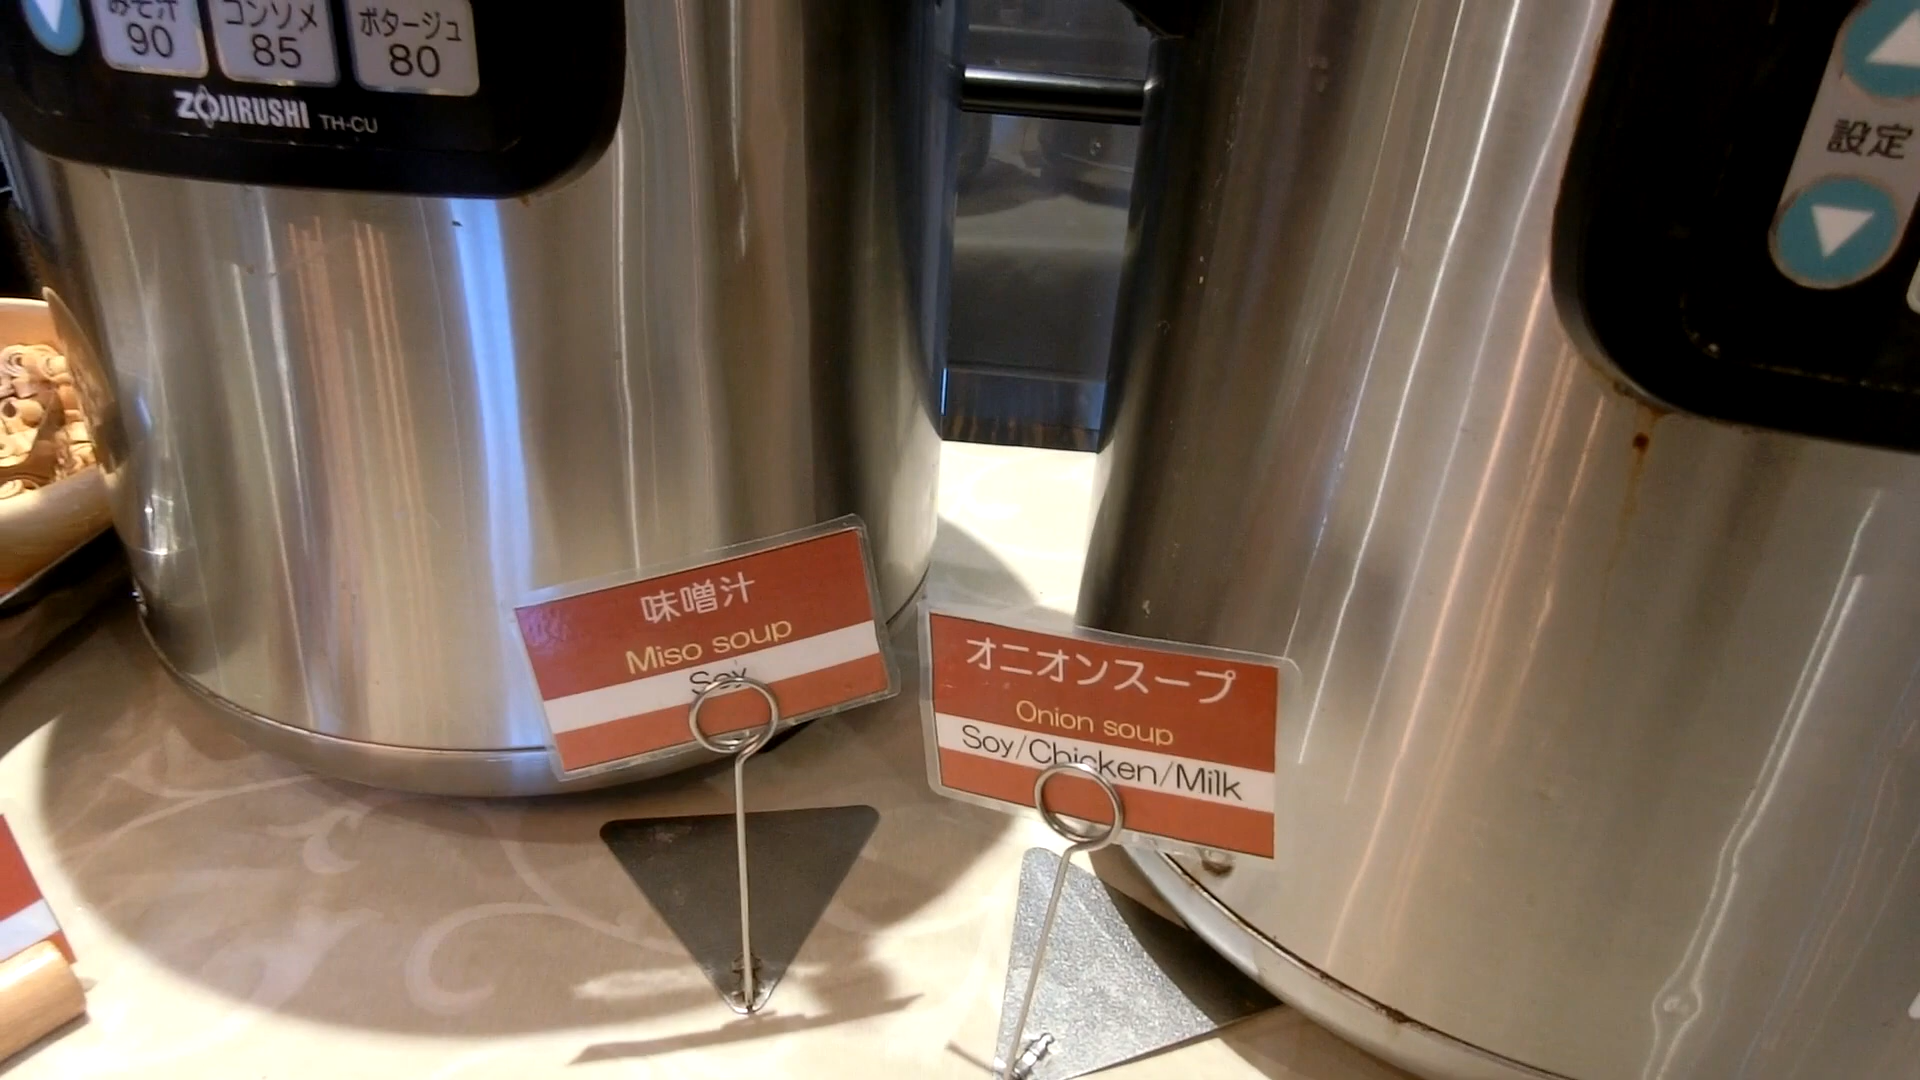 みそ汁
90
コンソメ
85
ポタージュ
80
ZOJIRUSHI TH-CU
設定
味噌汁
Miso soup
Soy
オニオンスープ
Onion soup
Soy/Chicken/Milk